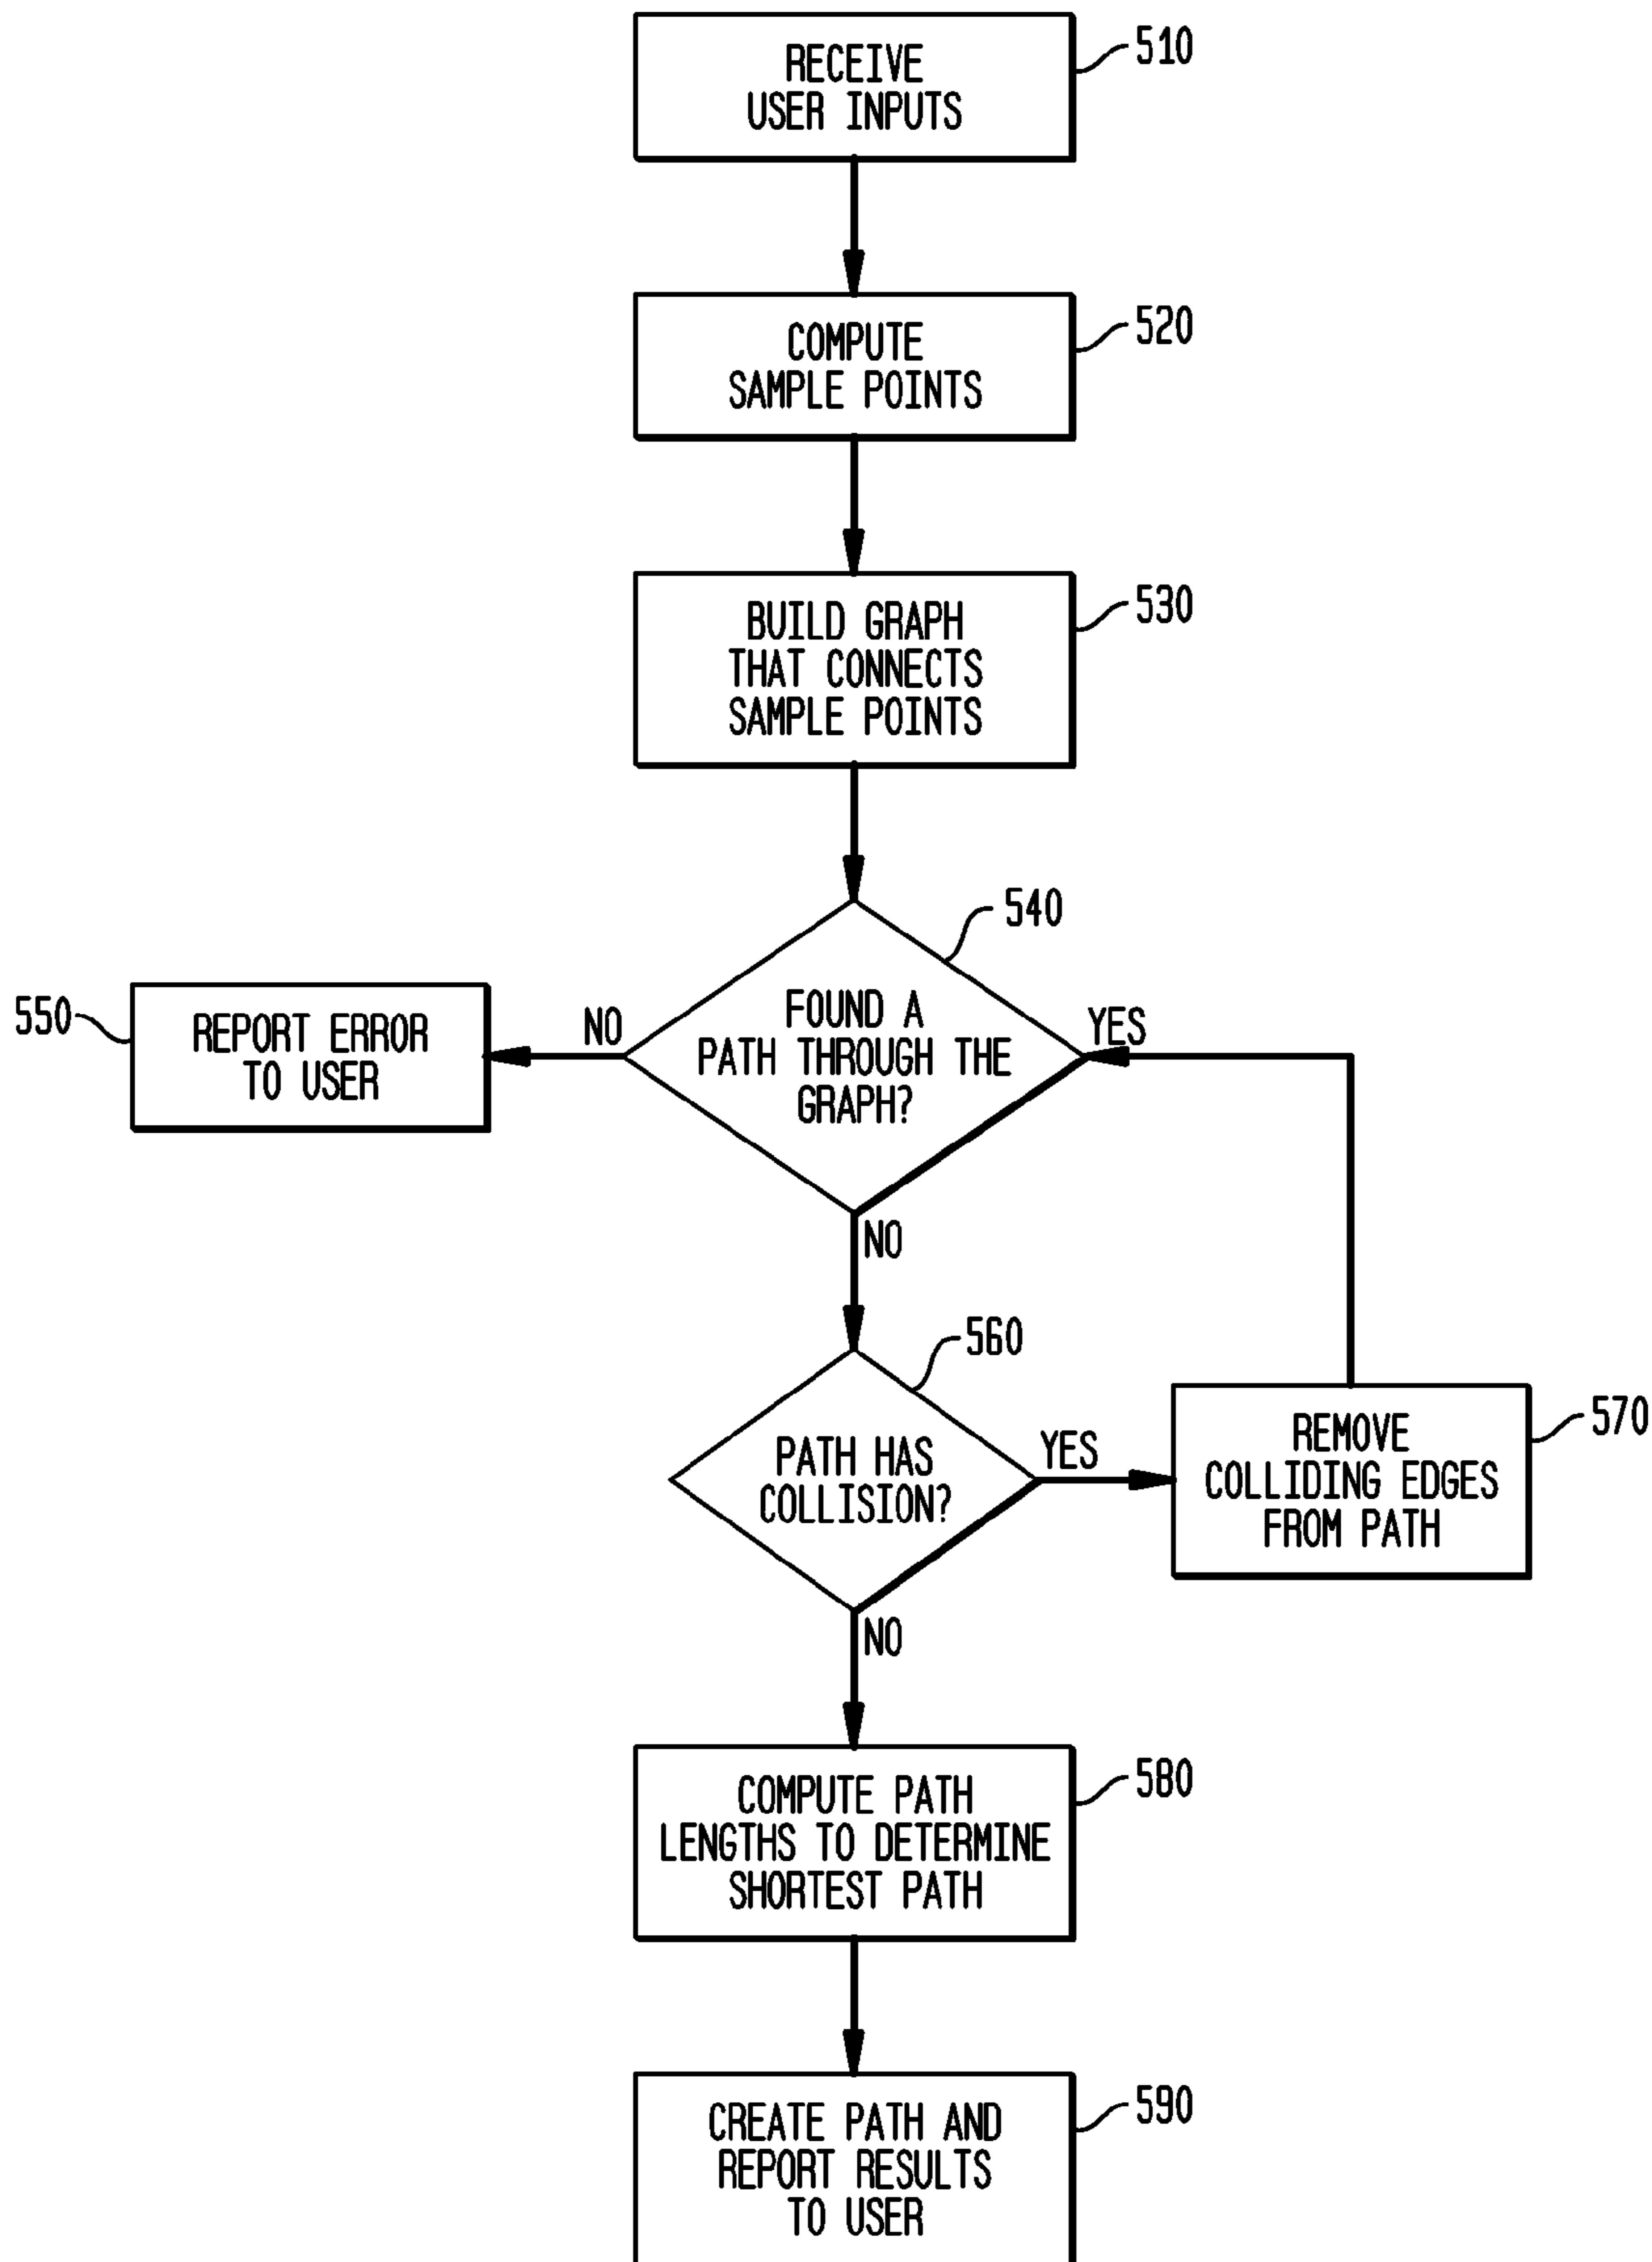 RECEIVE
USER INPUTS
510
COMPUTE
SAMPLE POINTS
520
BUILD GRAPH
THAT CONNECTS
SAMPLE POINTS
530
540
FOUND A
PATH THROUGH THE
GRAPH?
NO
YES
550
REPORT ERROR
TO USER
NO
560
PATH HAS
COLLISION?
YES
REMOVE
COLLIDING EDGES
FROM PATH
570
NO
COMPUTE PATH
LENGTHS TO DETERMINE
SHORTEST PATH
580
CREATE PATH AND
REPORT RESULTS
TO USER
590